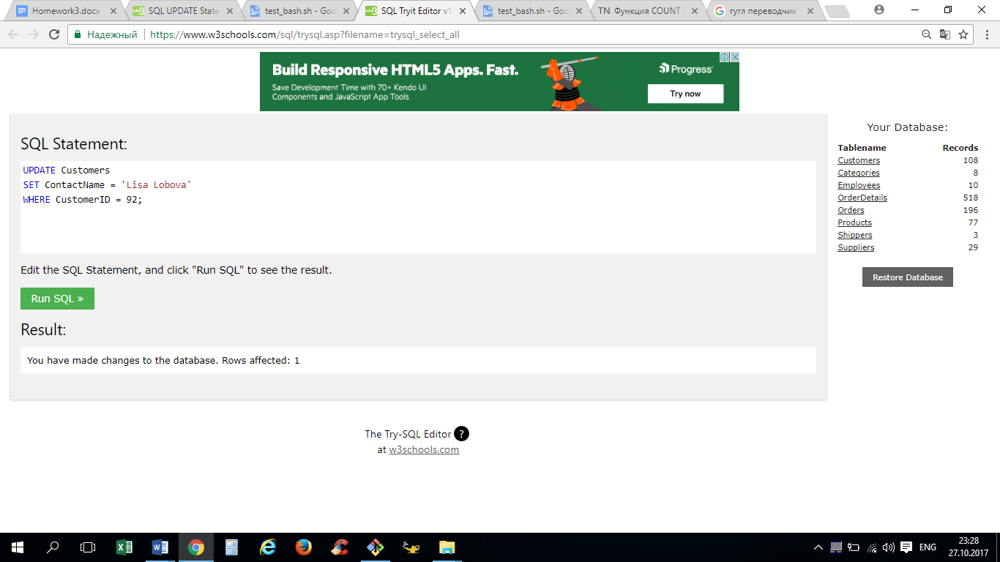 Homework3.docx
SQL UPDATE State
test_bash.sh - Goo
SQL Tryit Editor v1
test_bash.sh - Goo
TN Функция COUNT
гугл переводчик
Надежный
https://www.w3schools.com/sql/trysql.asp?filename=trysql_select_all
Build Responsive HTML5 Apps. Fast.
Save Development Time with 70+ Kendo UI
Components and JavaScript App Tools
Progress
Try now
SQL Statement:
UPDATE Customers
SET ContactName = 'Lisa Lobova'
WHERE CustomerID = 92;
Edit the SQL Statement, and click "Run SQL" to see the result.
Run SQL »
Result:
You have made changes to the database. Rows affected: 1
The Try-SQL Editor ?
at w3schools.com
Your Database:
Tablename Records
Customers 108
Categories 8
Employees 10
OrderDetails 518
Orders 196
Products 77
Shippers 3
Suppliers 29
Restore Database
ENG
23:28
27.10.2017